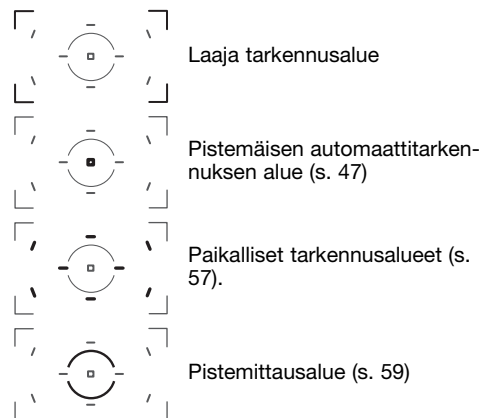 Laaja tarkennusalue
Pistemäisen automaattitarken-
nuksen alue (s. 47)
Paikalliset tarkennusalueet (s.
57).
Pistemittausalue (s. 59)